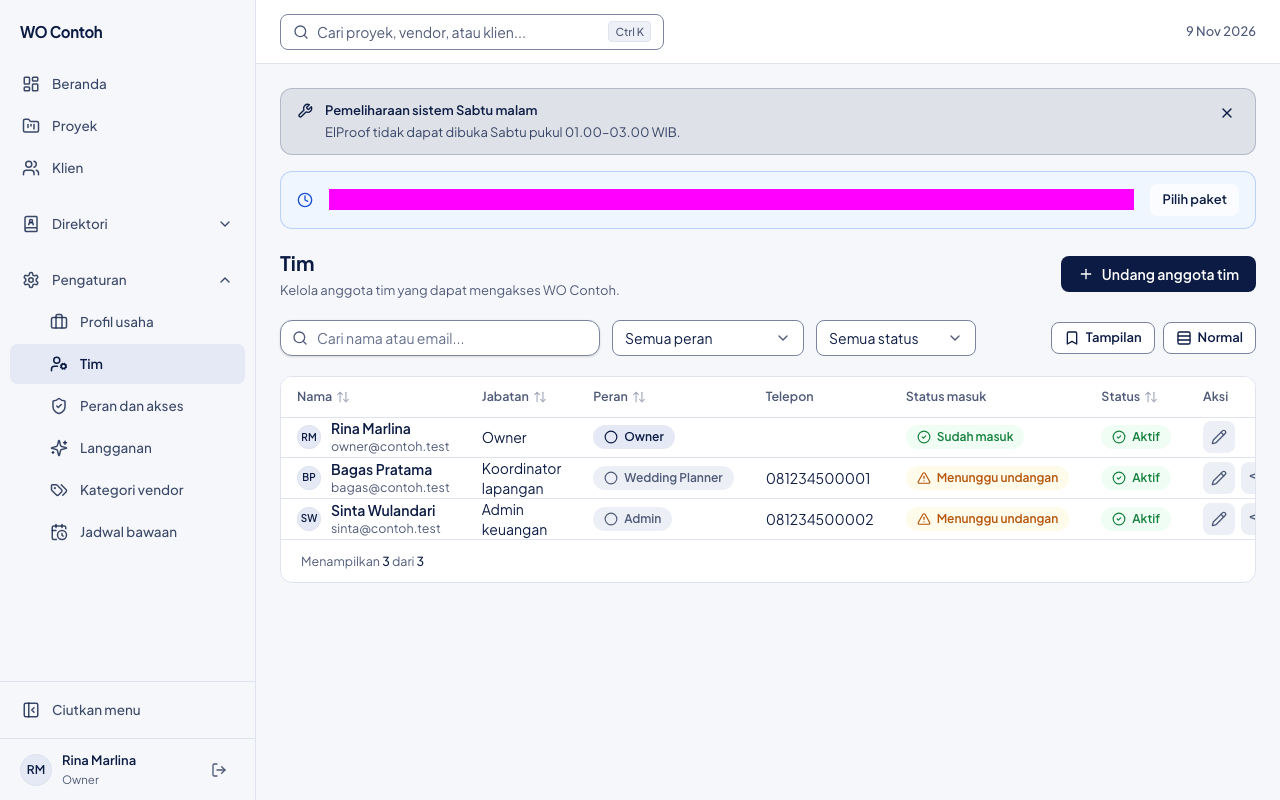 WO Contoh
Cari proyek, vendor, atau klien...
Ctrl K
9 Nov 2026
Beranda
Proyek
Klien
Direktori
Pengaturan
Profil usaha
Tim
Peran dan akses
Langganan
Kategori vendor
Jadwal bawaan
Ciutkan menu
RM
Rina Marlina
Owner
Pemeliharaan sistem Sabtu malam
ElProof tidak dapat dibuka Sabtu pukul 01.00–03.00 WIB.
Pilih paket
Tim
Kelola anggota tim yang dapat mengakses WO Contoh.
Undang anggota tim
Cari nama atau email...
Semua peran
Semua status
Tampilan
Normal
Nama Jabatan Peran Telepon Status masuk Status Aksi
RM Rina Marlina
owner@contoh.test
Owner
Owner
Sudah masuk
Aktif
BP Bagas Pratama
bagas@contoh.test
Koordinator
lapangan
Wedding Planner
081234500001
Menunggu undangan
Aktif
SW Sinta Wulandari
sinta@contoh.test
Admin
keuangan
Admin
081234500002
Menunggu undangan
Aktif
Menampilkan 3 dari 3